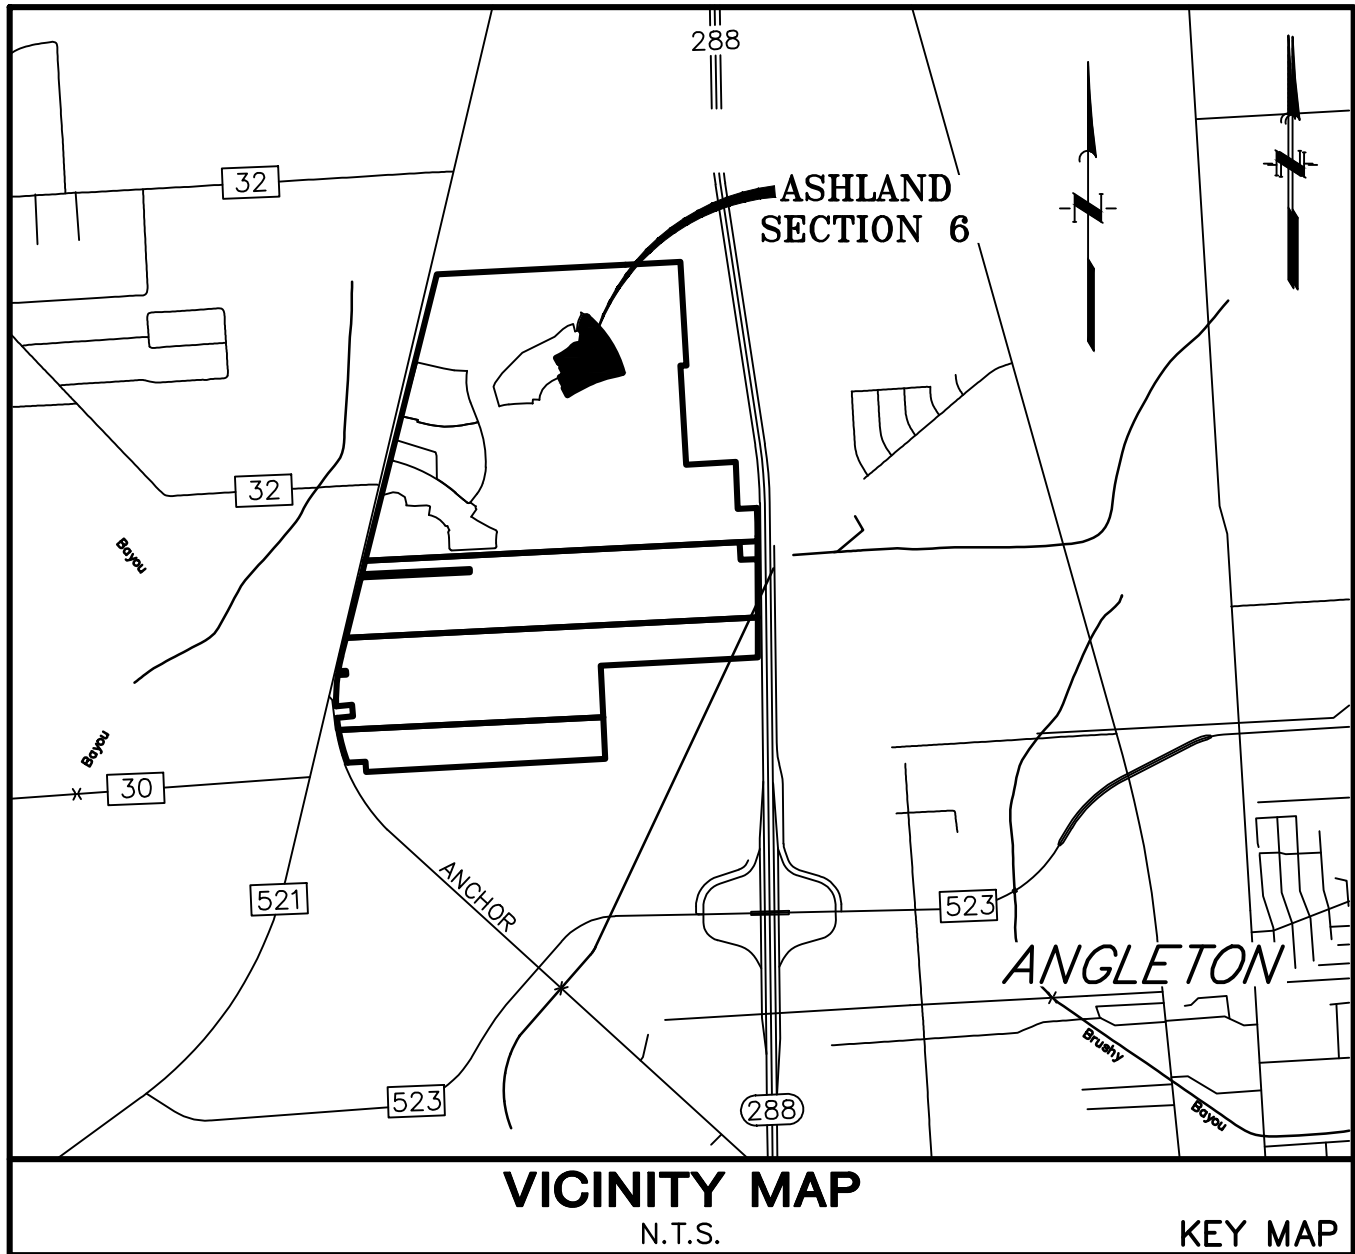 288
32
ASHLAND
SECTION 6
32
Bayou
Bayou
30
521
ANCHOR
523
ANGLETON
Brushy
Bayou
523
288
VICINITY MAP
N.T.S.
KEY MAP